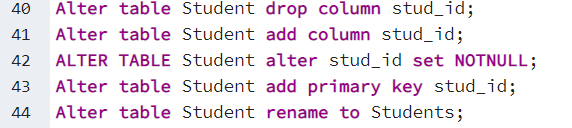 40 Alter table Student drop column stud_id;
41 Alter table Student add column stud_id;
42 ALTER TABLE Student alter stud_id set NOTNULL;
43 Alter table Student add primary key stud_id;
44 Alter table Student rename to Students;